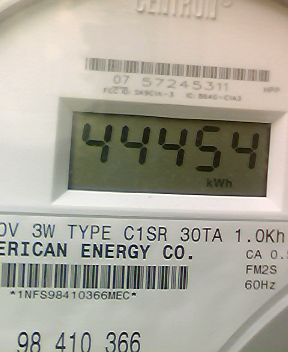 CENTRON®
07 57245311
HPP
44454
kWh
0V 3W TYPE C1SR 30TA 1.0Kh
ERICAN ENERGY CO.
CA 0.
FM2S
60Hz
*1NFS98410366MEC*
98 410 366